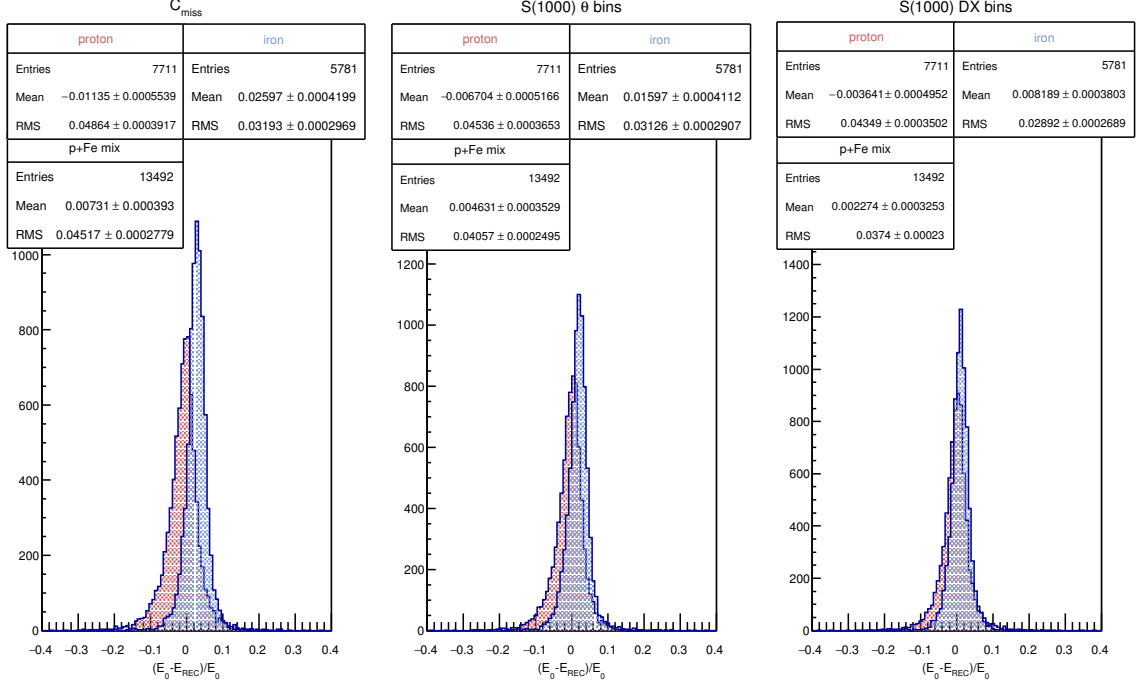 C_miss
proton iron
Entries 7711 Entries 5781
Mean −0.01135 ± 0.0005539 Mean 0.02597 ± 0.0004199
RMS 0.04864 ± 0.0003917 RMS 0.03193 ± 0.0002969
p+Fe mix
Entries 13492
Mean 0.00731 ± 0.000393
RMS 0.04517 ± 0.0002779
1000
800
600
400
200
0
−0.4 −0.3 −0.2 −0.1 0 0.1 0.2 0.3 0.4
(E_0-E_REC)/E_0
S(1000) θ bins
proton iron
Entries 7711 Entries 5781
Mean −0.006704 ± 0.0005166 Mean 0.01597 ± 0.0004112
RMS 0.04536 ± 0.0003653 RMS 0.03126 ± 0.0002907
p+Fe mix
Entries 13492
Mean 0.004631 ± 0.0003529
RMS 0.04057 ± 0.0002495
1200
1000
800
600
400
200
0
−0.4 −0.3 −0.2 −0.1 0 0.1 0.2 0.3 0.4
(E_0-E_REC)/E_0
S(1000) DX bins
proton iron
Entries 7711 Entries 5781
Mean −0.003641 ± 0.0004952 Mean 0.008189 ± 0.0003803
RMS 0.04349 ± 0.0003502 RMS 0.02892 ± 0.0002689
p+Fe mix
Entries 13492
Mean 0.002274 ± 0.0003253
RMS 0.0374 ± 0.00023
1400
1200
1000
800
600
400
200
0
−0.4 −0.3 −0.2 −0.1 0 0.1 0.2 0.3 0.4
(E_0-E_REC)/E_0